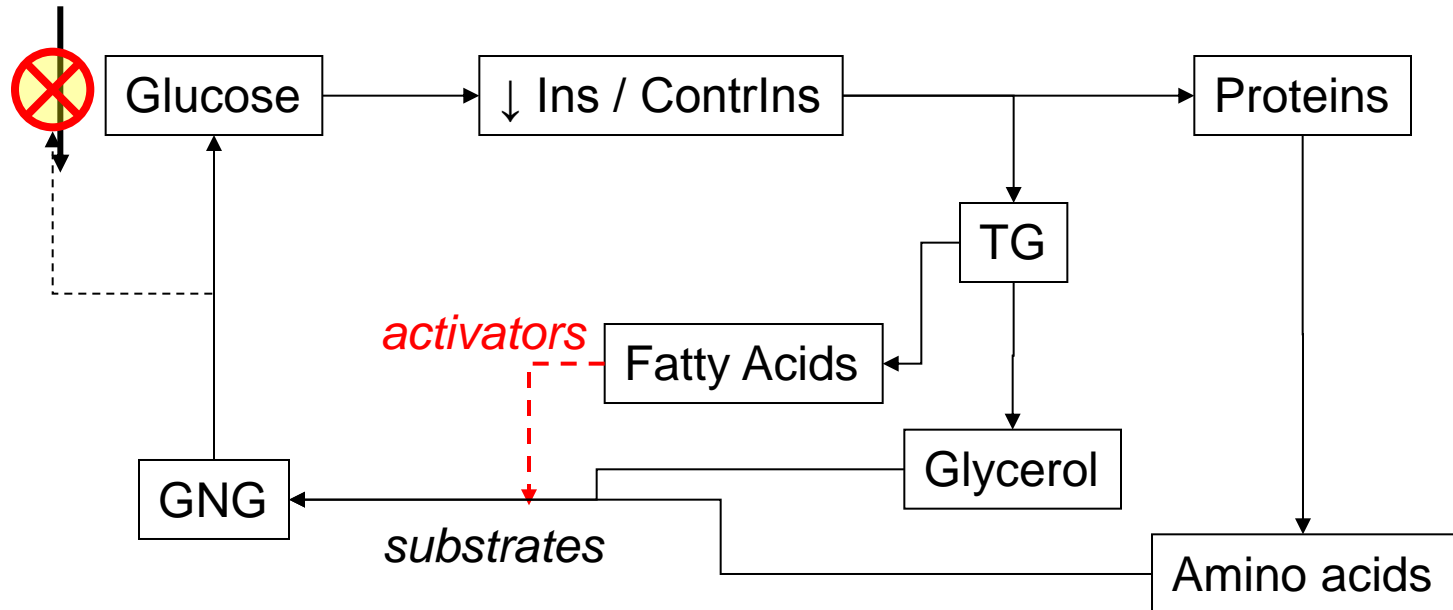 Glucose
↓ Ins / ContrIns
Proteins
TG
activators
Fatty Acids
Glycerol
GNG
substrates
Amino acids